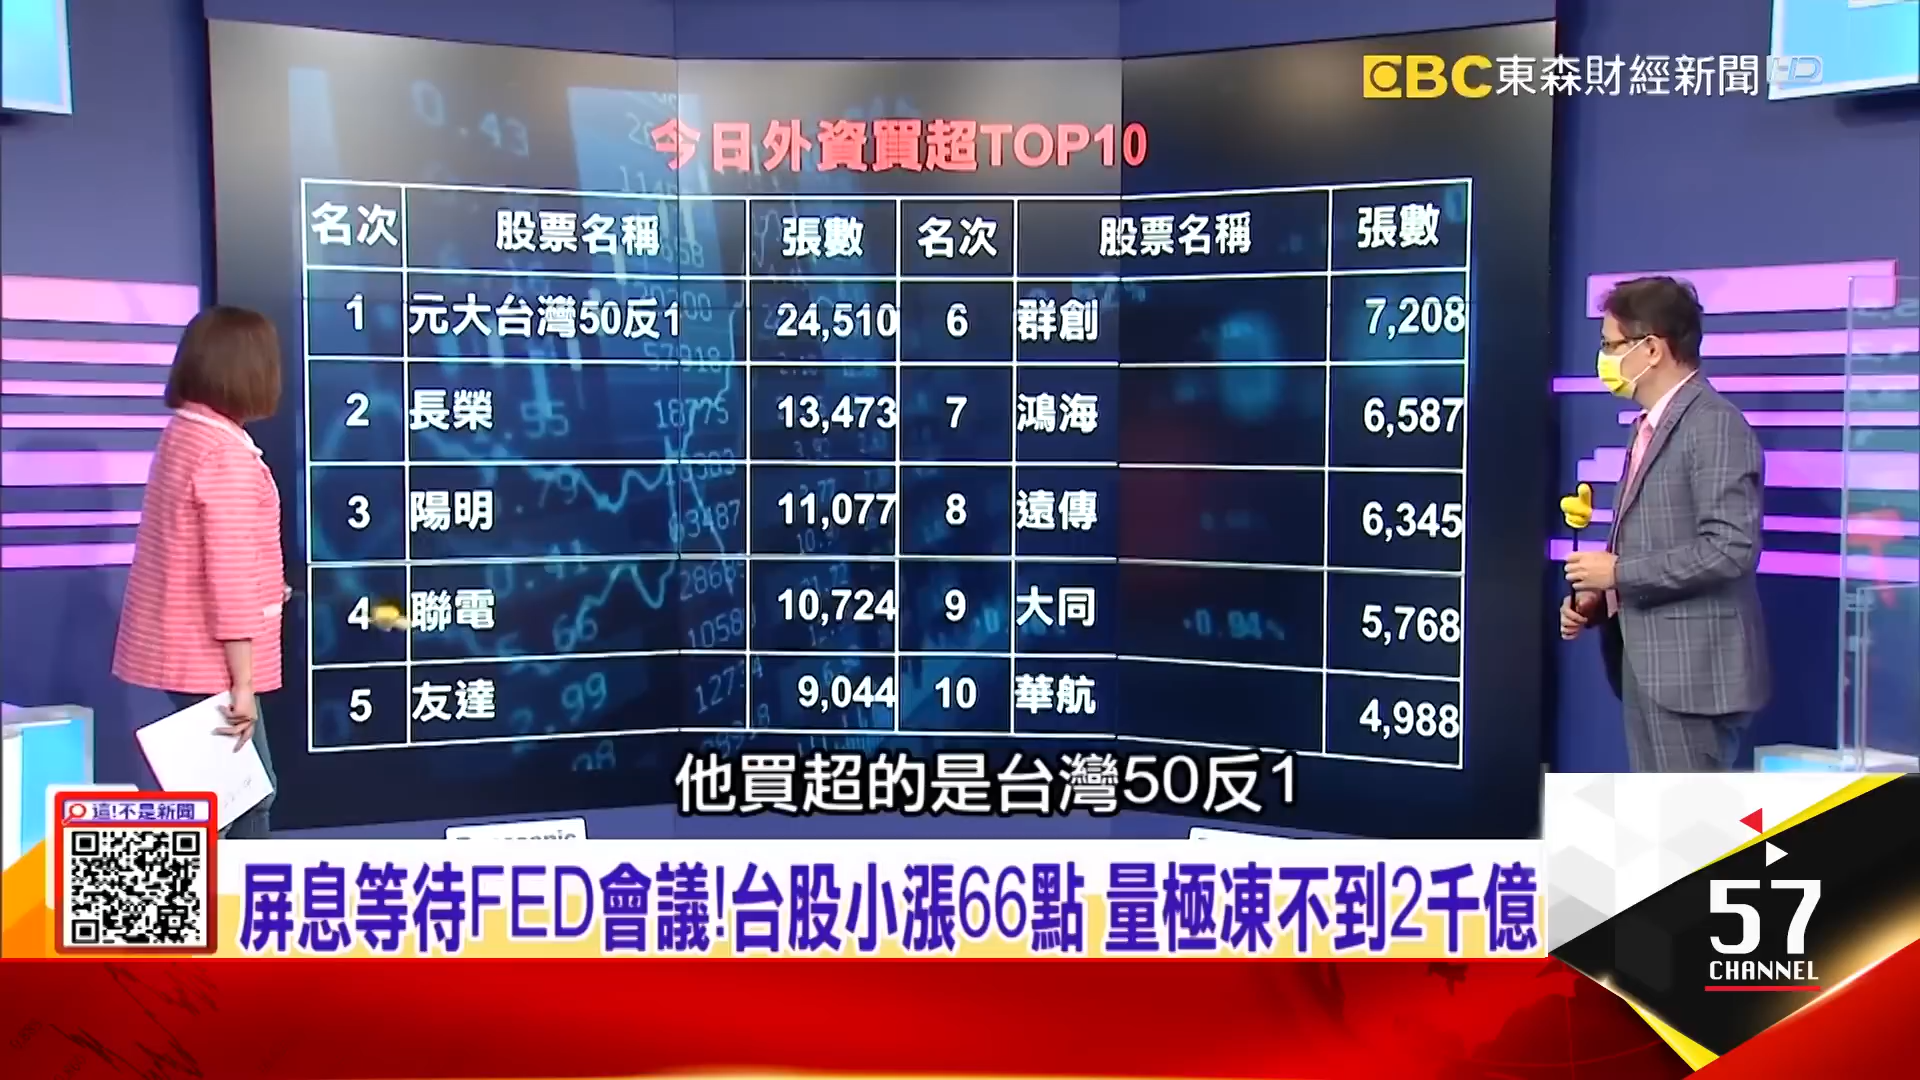 EBC 東森財經新聞 HD
今日外資買超TOP10
名次 股票名稱 張數 名次 股票名稱 張數
1 元大台灣50反1 24,510 6 群創 7,208
2 長榮 13,473 7 鴻海 6,587
3 陽明 11,077 8 遠傳 6,345
4 聯電 10,724 9 大同 5,768
5 友達 9,044 10 華航 4,988
他買超的是台灣50反1
這!不是新聞
屏息等待FED會議!台股小漲66點 量極凍不到2千億
57
CHANNEL